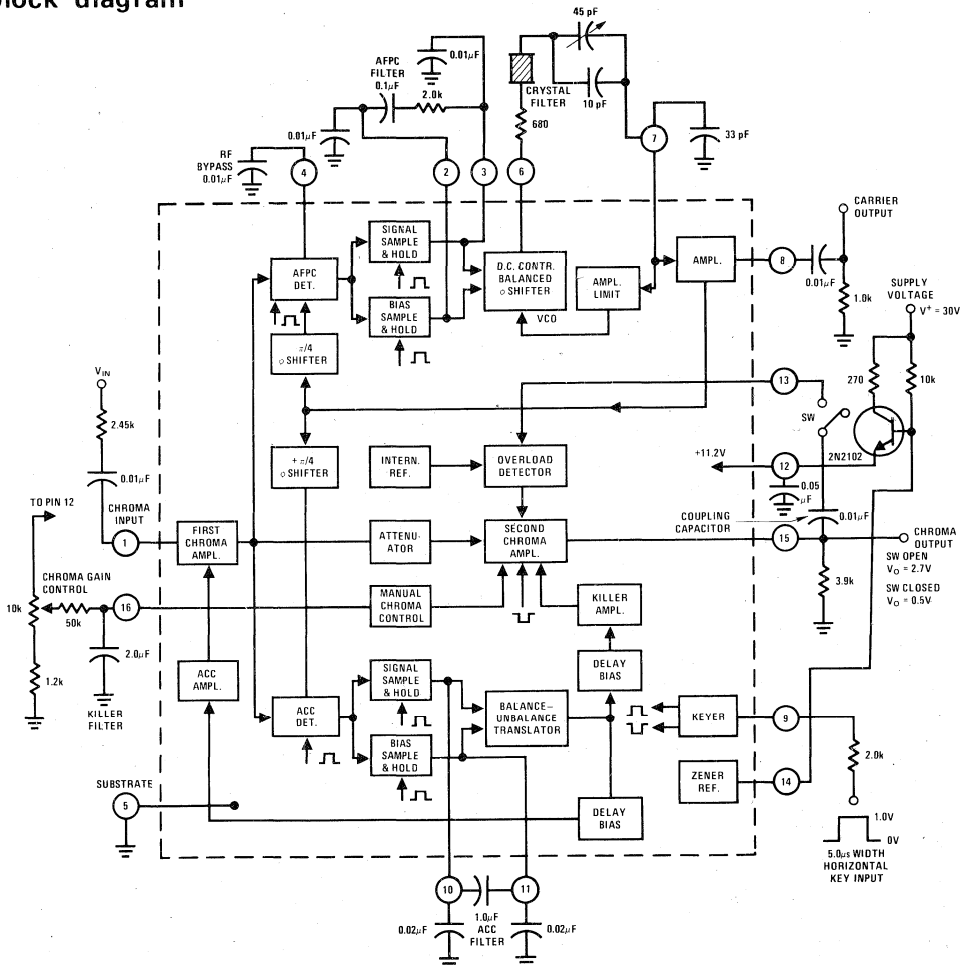 block diagram
45 pF
0.01μF
AFPC
FILTER
0.1μF
2.0k
CRYSTAL
FILTER
10 pF
680
33 pF
0.01μF
RF
BYPASS
0.01μF
4
2
3
6
7
CARRIER
OUTPUT
SIGNAL
SAMPLE
& HOLD
AFPC
DET.
D.C. CONTR.
BALANCED
φ SHIFTER
AMPL.
LIMIT
AMPL.
8
0.01μF
1.0k
SUPPLY
VOLTAGE
V+ = 30V
BIAS
SAMPLE
& HOLD
VCO
π/4
φ SHIFTER
VIN
2.45k
13
SW
270
10k
2N2102
+ π/4
φ SHIFTER
INTERN.
REF.
OVERLOAD
DETECTOR
+11.2V
12
0.05
μF
0.01μF
TO PIN 12
CHROMA
INPUT
1
FIRST
CHROMA
AMPL.
ATTENU-
ATOR
SECOND
CHROMA
AMPL.
COUPLING
CAPACITOR
0.01μF
15
CHROMA
OUTPUT
SW OPEN
VO = 2.7V
SW CLOSED
VO = 0.5V
3.9k
CHROMA GAIN
CONTROL
10k
50k
16
MANUAL
CHROMA
CONTROL
KILLER
AMPL.
2.0μF
1.2k
KILLER
FILTER
ACC
AMPL.
SIGNAL
SAMPLE
& HOLD
DELAY
BIAS
ACC
DET.
BALANCE–
UNBALANCE
TRANSLATOR
KEYER
9
BIAS
SAMPLE
& HOLD
2.0k
ZENER
REF.
14
SUBSTRATE
5
DELAY
BIAS
1.0V
0V
5.0μs WIDTH
HORIZONTAL
KEY INPUT
10
11
1.0μF
ACC
FILTER
0.02μF
0.02μF